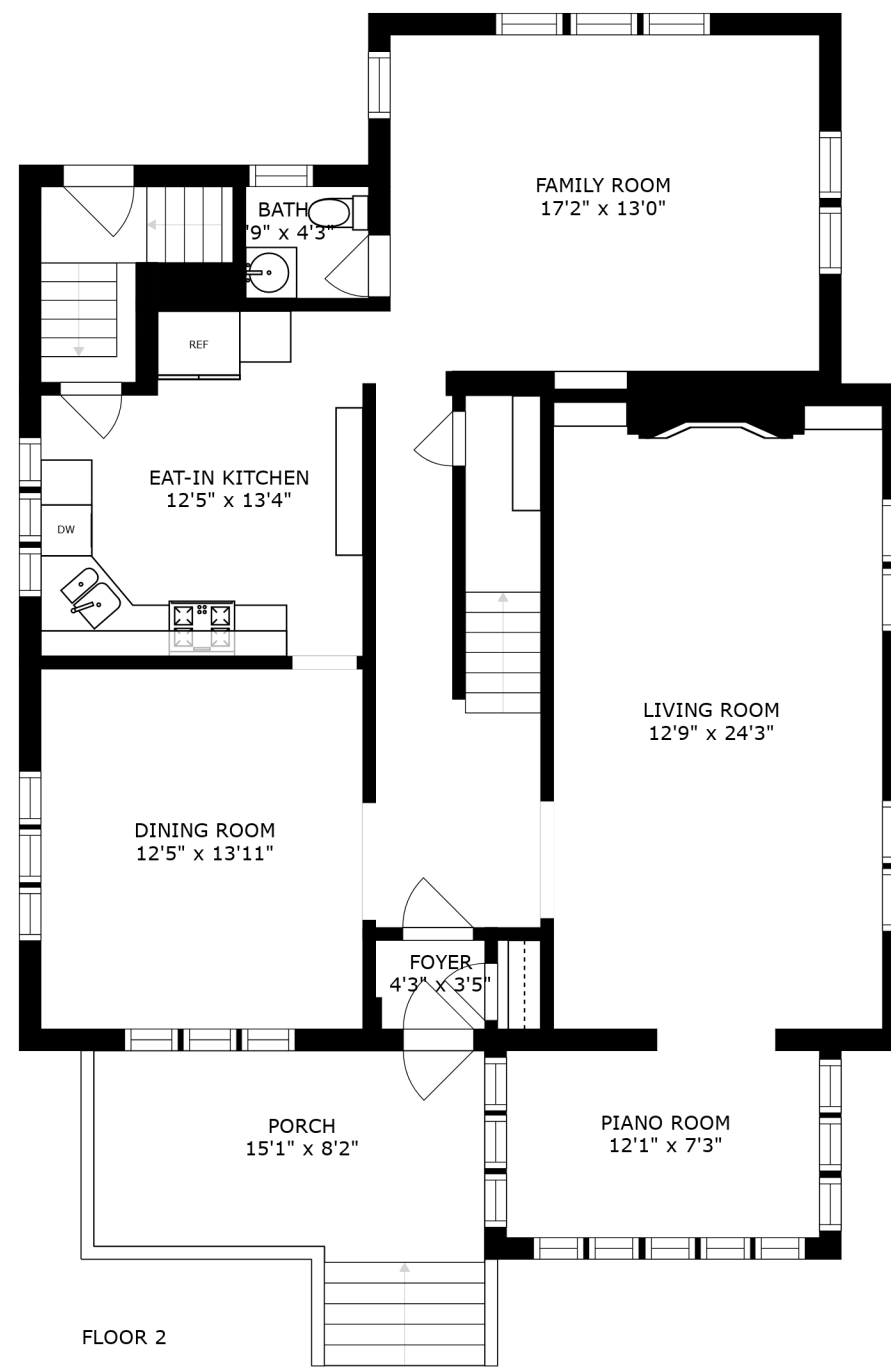 FAMILY ROOM
17'2" x 13'0"
BATH
'9" x 4'3"
REF
EAT-IN KITCHEN
12'5" x 13'4"
DW
LIVING ROOM
12'9" x 24'3"
DINING ROOM
12'5" x 13'11"
FOYER
4'3" x 3'5"
PORCH
15'1" x 8'2"
PIANO ROOM
12'1" x 7'3"
FLOOR 2